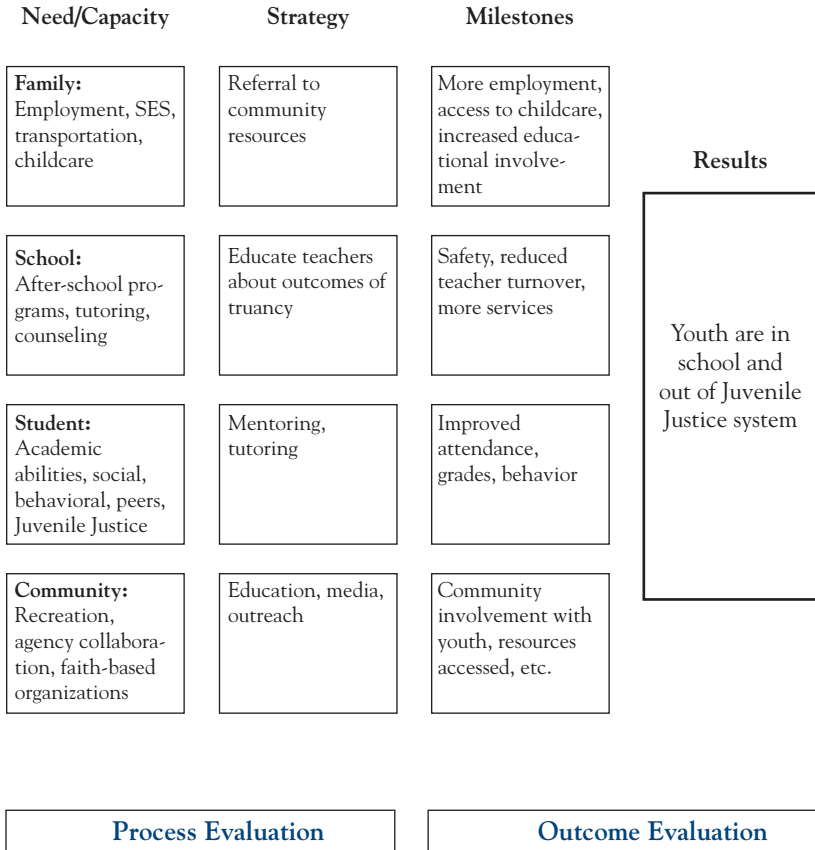 Need/Capacity
Strategy
Milestones
Family:
Employment, SES,
transportation,
childcare
Referral to
community
resources
More employment,
access to childcare,
increased educa-
tional involve-
ment
Results
School:
After-school pro-
grams, tutoring,
counseling
Educate teachers
about outcomes of
truancy
Safety, reduced
teacher turnover,
more services
Youth are in
school and
out of Juvenile
Justice system
Student:
Academic
abilities, social,
behavioral, peers,
Juvenile Justice
Mentoring,
tutoring
Improved
attendance,
grades, behavior
Community:
Recreation,
agency collabora-
tion, faith-based
organizations
Education, media,
outreach
Community
involvement with
youth, resources
accessed, etc.
Process Evaluation
Outcome Evaluation